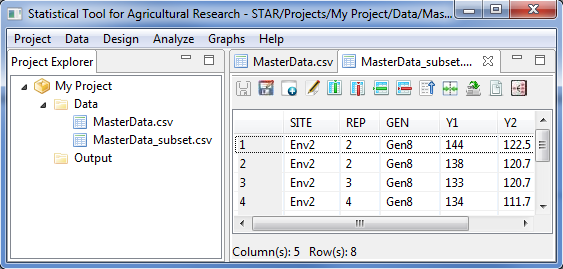 Statistical Tool for Agricultural Research - STAR/Projects/My Project/Data/Mas...
Project Data Design Analyze Graphs Help
Project Explorer
My Project
Data
MasterData.csv
MasterData_subset.csv
Output
MasterData.csv MasterData_subset....
SITE REP GEN Y1 Y2
1 Env2 2 Gen8 144 122.5
2 Env2 2 Gen8 138 120.7
3 Env2 3 Gen8 133 120.7
4 Env2 4 Gen8 134 111.7
Column(s): 5 Row(s): 8